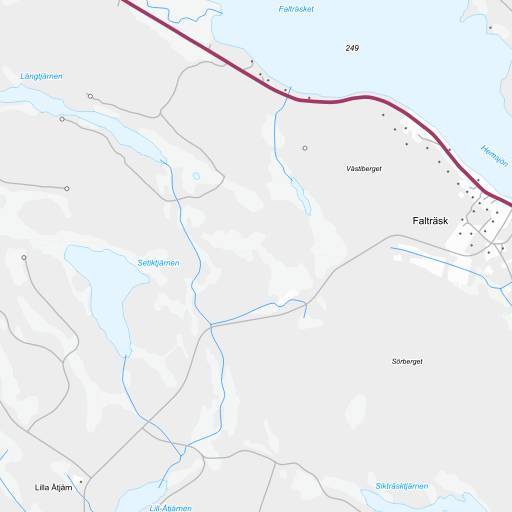 Falträsket
249
Långtjärnen
Hemsjön
Västiberget
Falträsk
Setiktjärnen
Sörberget
Lilla Åtjärn
Sikträsktjärnen
Lill-Åtjärnen